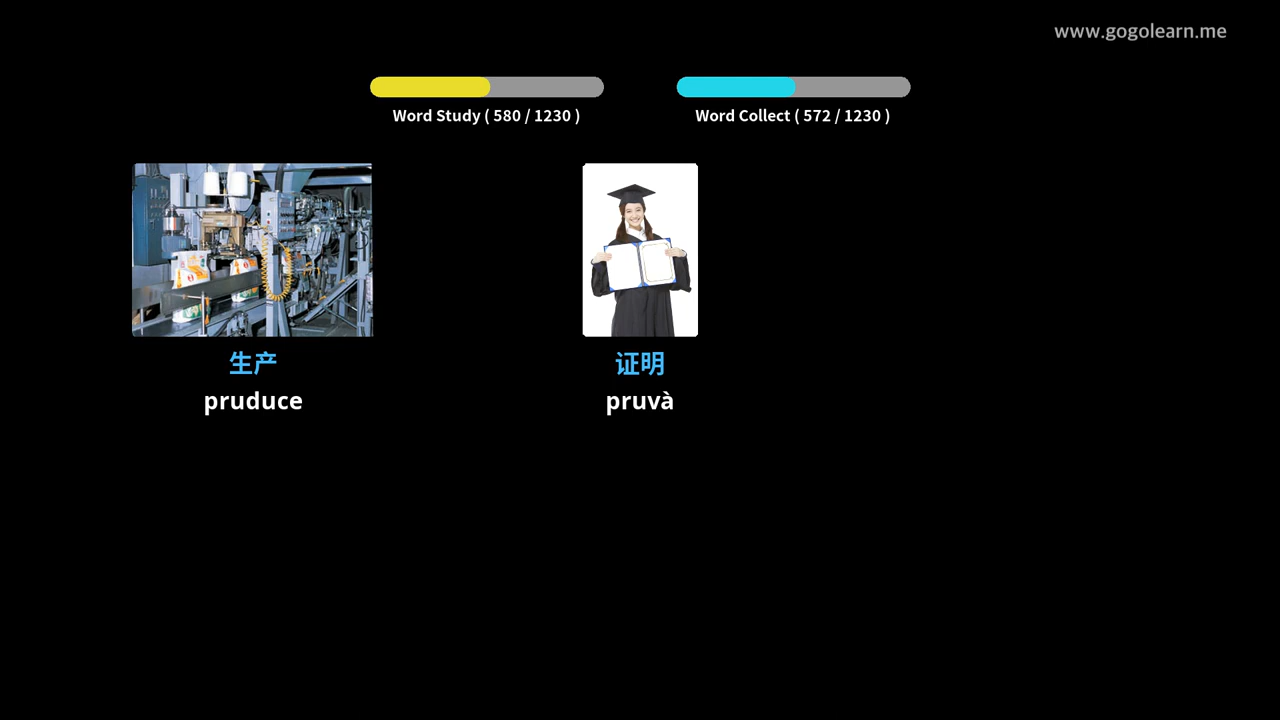 www.gogolearn.me
Word Study ( 580 / 1230 )
Word Collect ( 572 / 1230 )
生产
pruduce
证明
pruvà